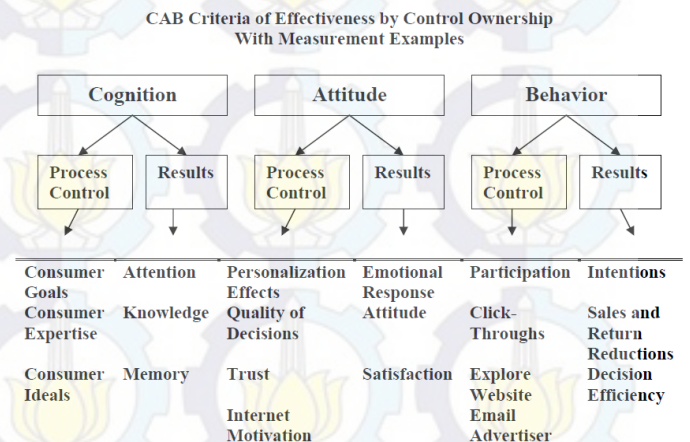 CAB Criteria of Effectiveness by Control Ownership
With Measurement Examples
Cognition
Attitude
Behavior
Process
Control
Results
Process
Control
Results
Process
Control
Results
Consumer Attention Personalization Emotional Participation Intentions
Goals Effects Response
Consumer Knowledge Quality of Attitude Click- Sales and
Expertise Decisions Throughs Return
Reductions
Consumer Memory Trust Satisfaction Explore Decision
Ideals Website Efficiency
Internet Email
Motivation Advertiser